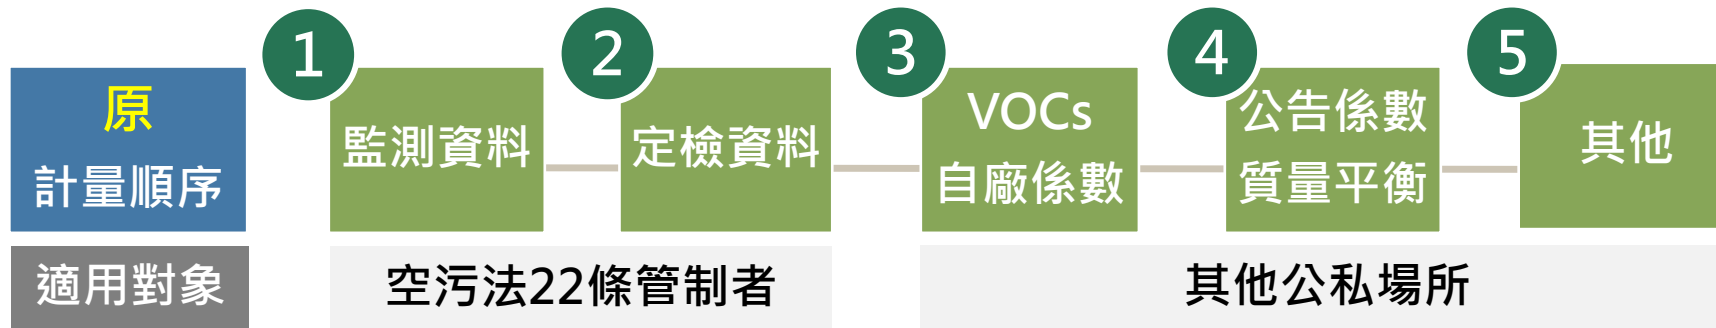 原
計量順序
1
監測資料
2
定檢資料
3
VOCs
自廠係數
4
公告係數
質量平衡
5
其他
適用對象
空污法22條管制者
其他公私場所